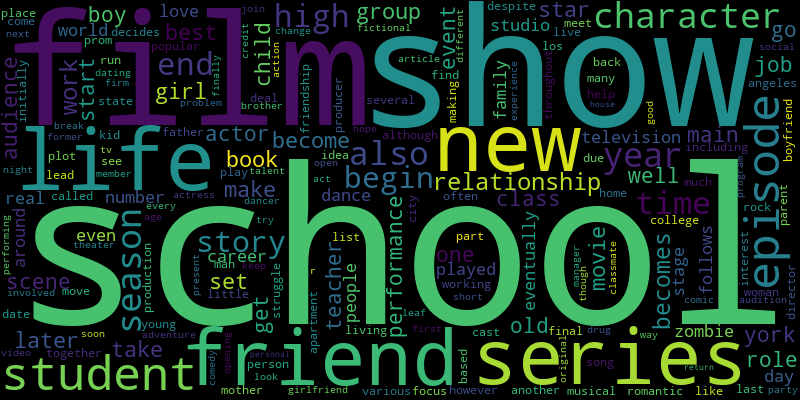 film
show
school
friend
series
life
new
student
episode
season
time
year
high
character
begin
also
story
relationship
end
job
role
event
performance
movie
best
book
class
get
become
becomes
actor
teacher
work
start
child
girl
boy
group
star
studio
family
television
main
well
go
audience
scene
set
later
take
york
old
zombie
day
one
played
dance
make
real
number
even
around
career
people
eventually
stage
follows
love
world
decides
popular
prom
run
dating
firm
state
place
come
next
initially
kid
break
former
night
plot
tv
see
member
lead
called
father
brother
problem
finally
fictional
change
join
credit
action
deal
friendship
article
producer
several
hope
although
idea
play
talent
open
act
actress
dancer
every
age
theater
try
performing
involved
move
date
production
man
little
present
keep
struggle
list
r
apartment
city
often
part
working
short
leaf
first
living
cast
final
drug
original
song
way
based
young
adventure
soon
together
video
opening
comedy
personal
person
look
mother
girlfriend
various
focus
however
another
musical
romantic
like
last
party
return
manager
though
classmate
college
home
due
including
much
program
rock
interest
woman
comic
audition
director
parent
boyfriend
house
help
many
back
good
angeles
los
live
meet
different
despite
find
making
experience
throughout
social